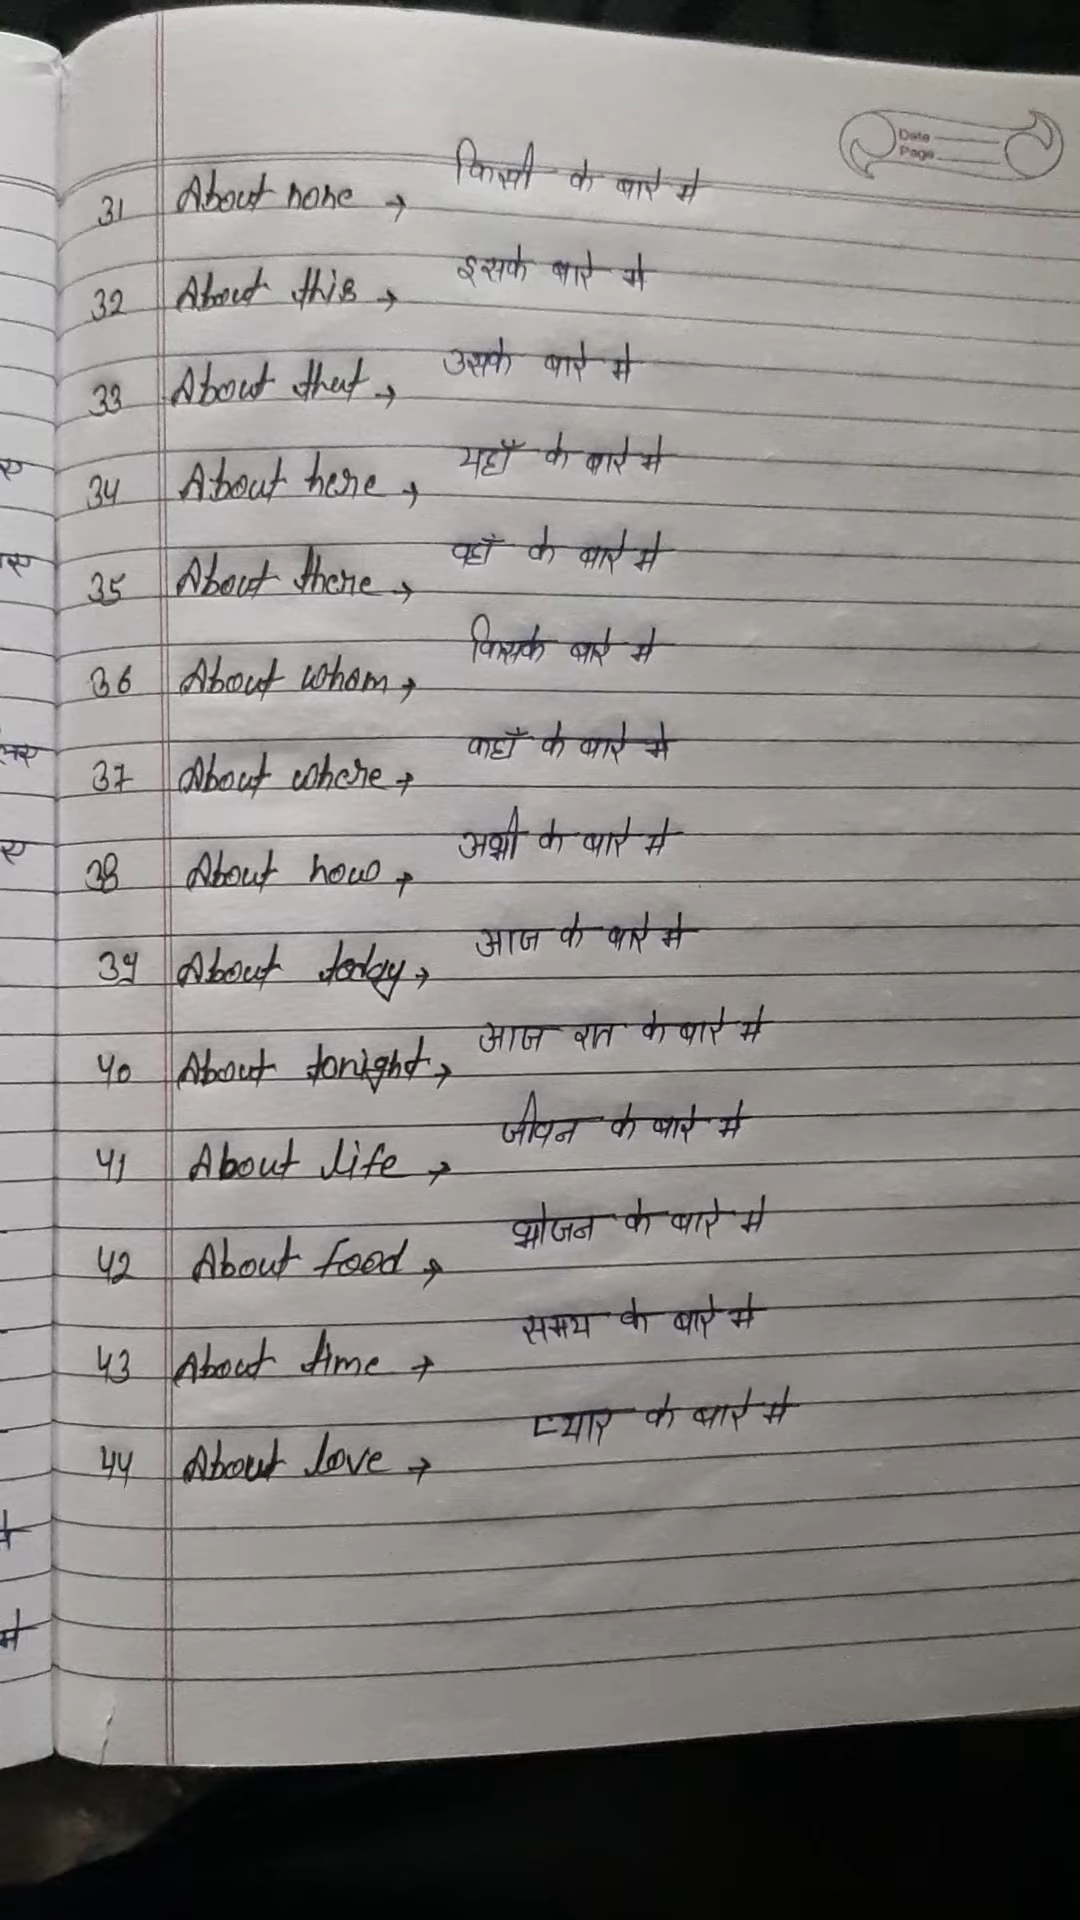 Date
Page
31 About none → किसी के बारे मे
32 About this → इसके बारे मे
33 About that → उसके बारे मे
34 About here → यहाँ के बारे मे
35 About there → वहाँ के बारे मे
36 About whom → किसके बारे मे
37 About where → कहाँ के बारे मे
38 About now → अभी के बारे मे
39 About today → आज के बारे मे
40 About tonight → आज रात के बारे मे
41 About life → जीवन के बारे मे
42 About food → भोजन के बारे मे
43 About time → समय के बारे मे
44 About love → प्यार के बारे मे